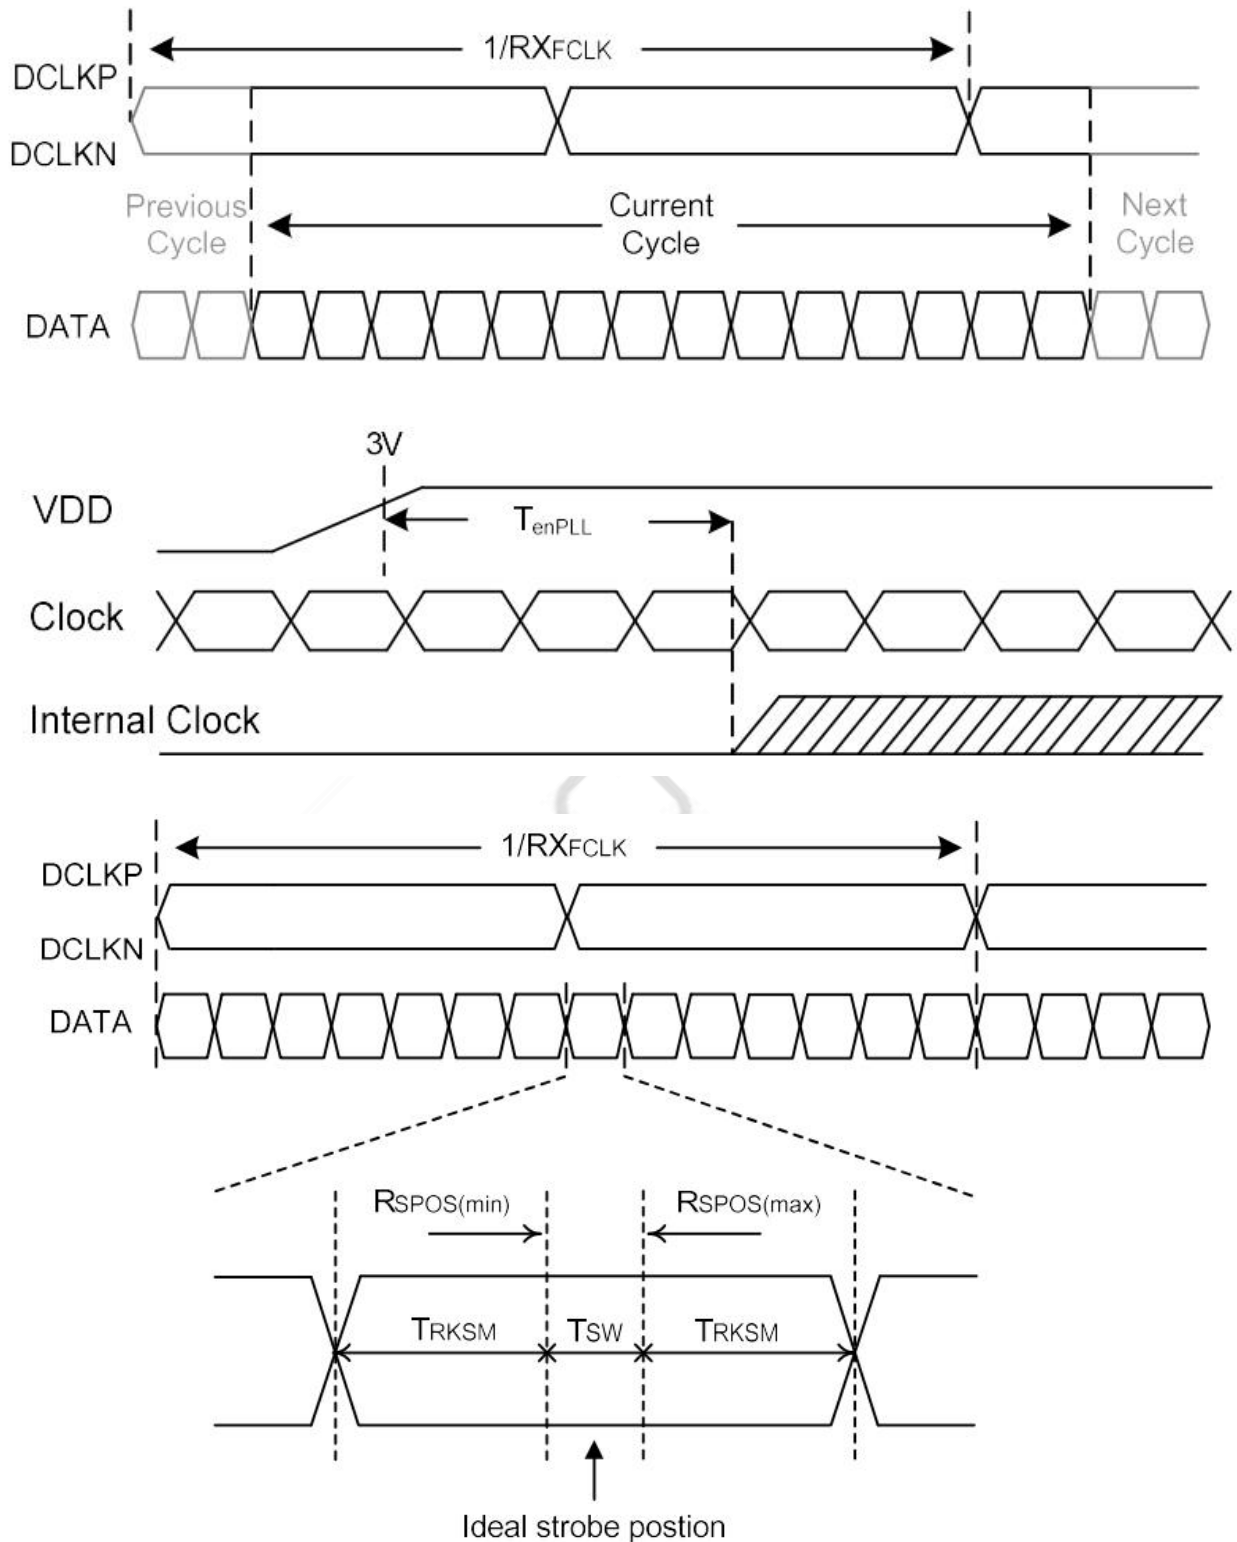 1/RXFCLK
DCLKP
DCLKN
Previous Cycle
Current Cycle
Next Cycle
DATA
3V
VDD
TenPLL
Clock
Internal Clock
1/RXFCLK
DCLKP
DCLKN
DATA
RSPOS(min)
RSPOS(max)
TRKSM
TSW
TRKSM
Ideal strobe postion